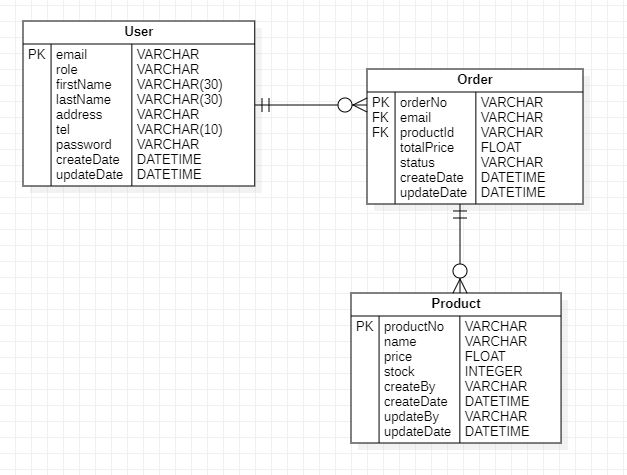 User
PK email VARCHAR
role VARCHAR
firstName VARCHAR(30)
lastName VARCHAR(30)
address VARCHAR
tel VARCHAR(10)
password VARCHAR
createDate DATETIME
updateDate DATETIME
Order
PK orderNo VARCHAR
FK email VARCHAR
FK productId VARCHAR
totalPrice FLOAT
status VARCHAR
createDate DATETIME
updateDate DATETIME
Product
PK productNo VARCHAR
name VARCHAR
price FLOAT
stock INTEGER
createBy VARCHAR
createDate DATETIME
updateBy VARCHAR
updateDate DATETIME